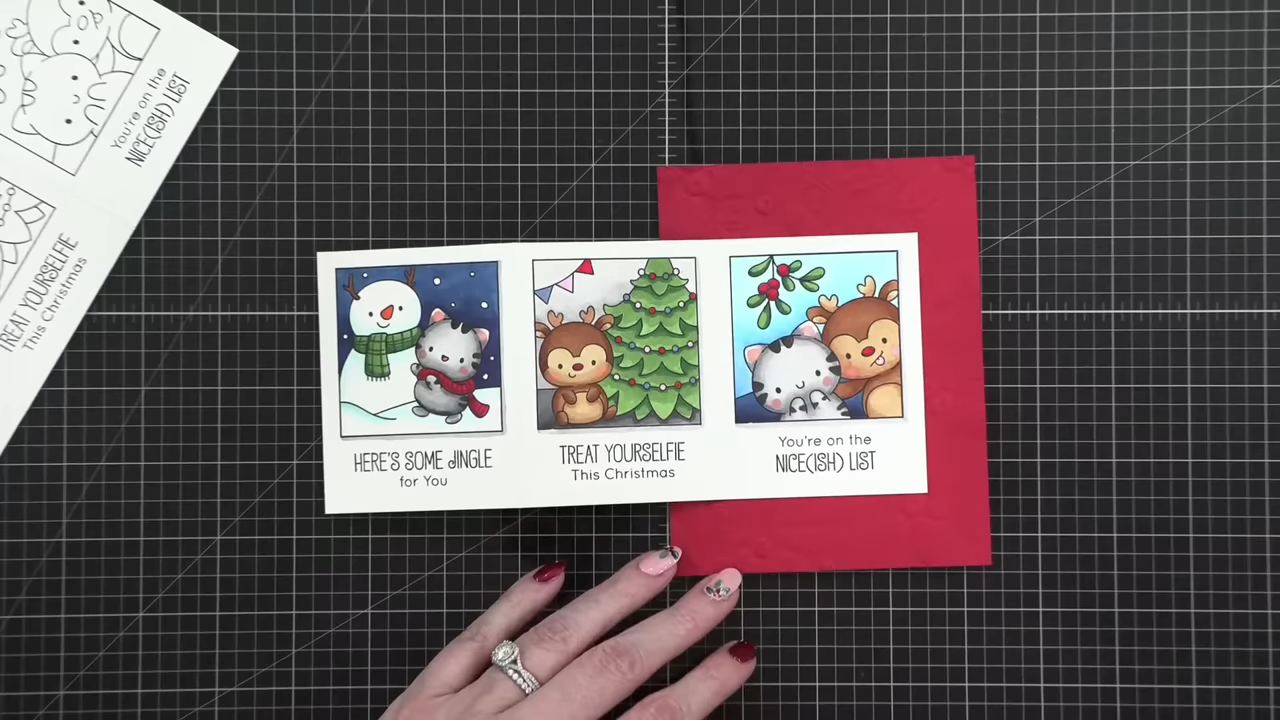 You're on the
NICE(ISH) LIST
TREAT YOURSELFIE
This Christmas
HERE'S SOME JINGLE
for You
TREAT YOURSELFIE
This Christmas
You're on the
NICE(ISH) LIST